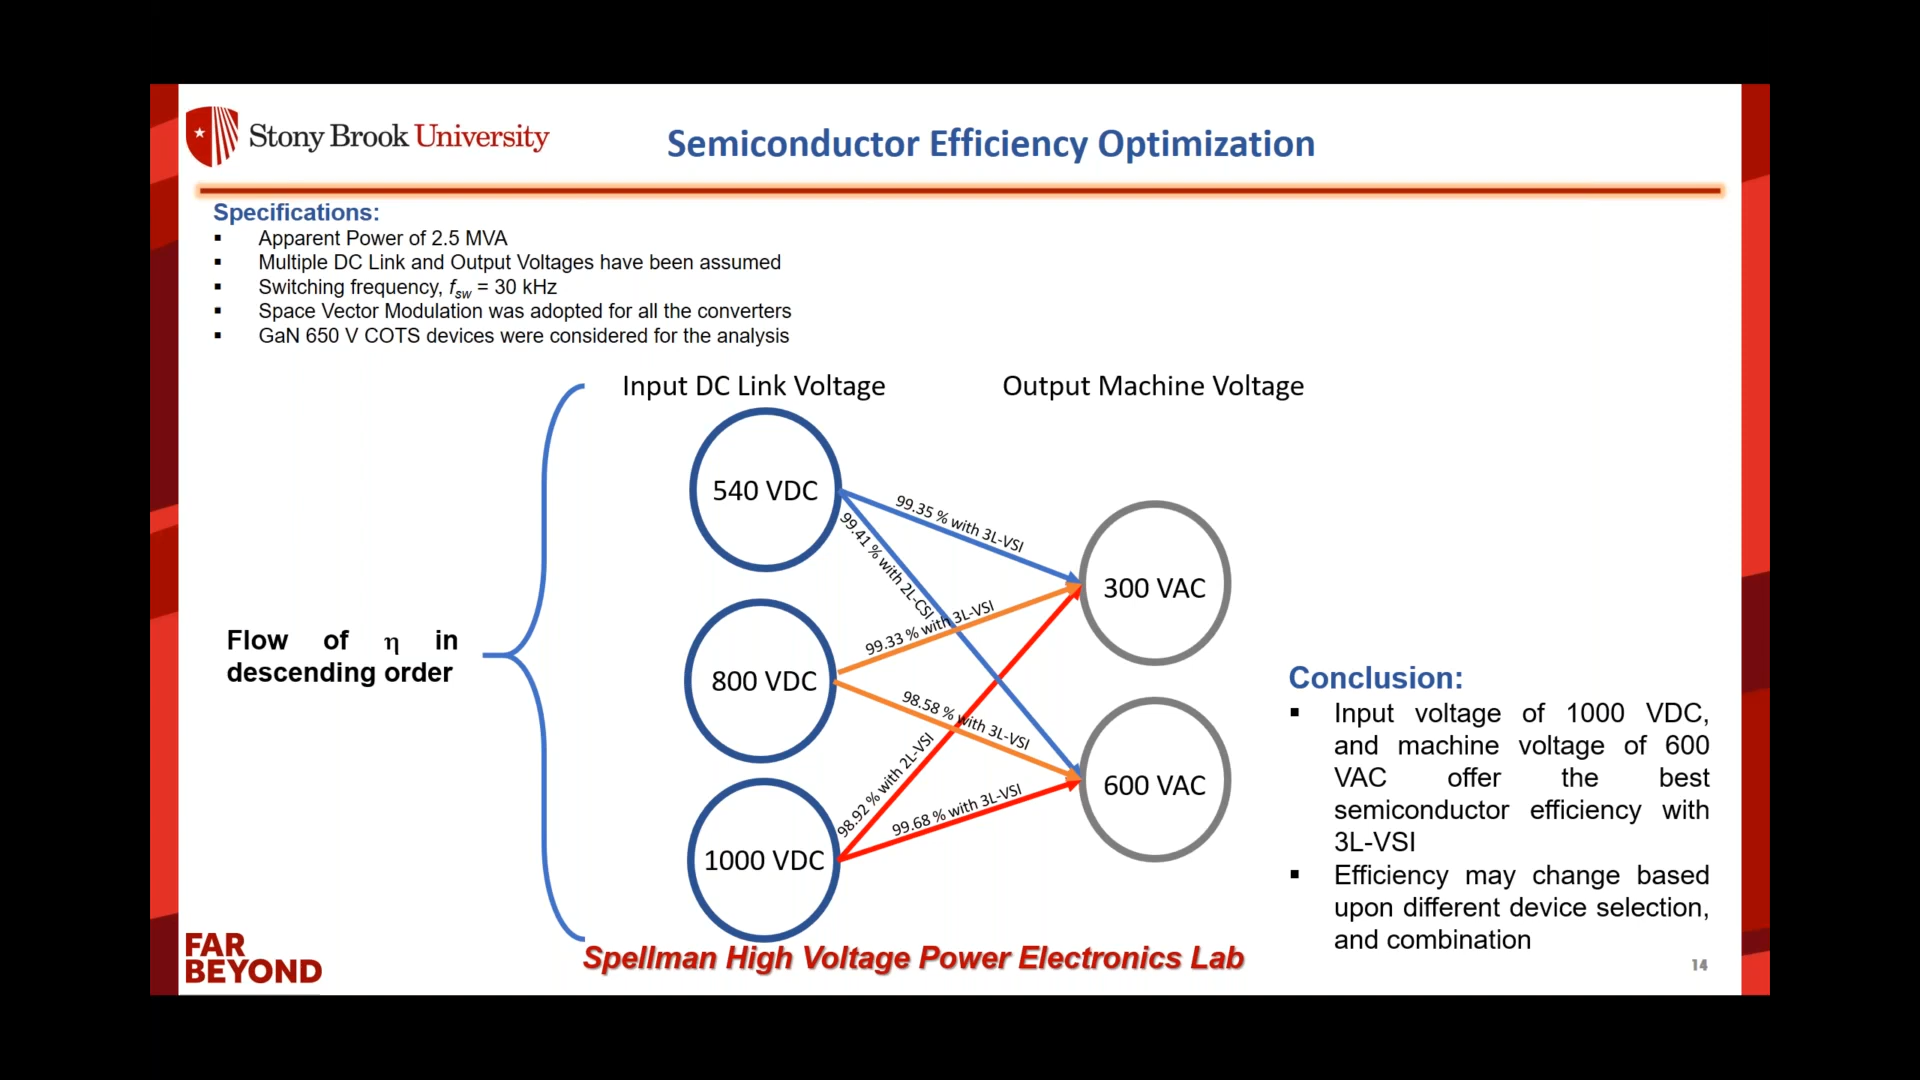 Stony Brook University
Semiconductor Efficiency Optimization
Specifications:
▪ Apparent Power of 2.5 MVA
▪ Multiple DC Link and Output Voltages have been assumed
▪ Switching frequency, fsw = 30 kHz
▪ Space Vector Modulation was adopted for all the converters
▪ GaN 650 V COTS devices were considered for the analysis
Input DC Link Voltage
Output Machine Voltage
540 VDC
99.35 % with 3L-VSI
99.41 % with 2L-CSI
300 VAC
99.33 % with 3L-VSI
Flow of η in
descending order
800 VDC
98.58 % with 3L-VSI
98.92 % with 2L-VSI
600 VAC
99.68 % with 3L-VSI
1000 VDC
Conclusion:
▪ Input voltage of 1000 VDC,
and machine voltage of 600
VAC offer the best
semiconductor efficiency with
3L-VSI
▪ Efficiency may change based
upon different device selection,
and combination
FAR
BEYOND
Spellman High Voltage Power Electronics Lab
14